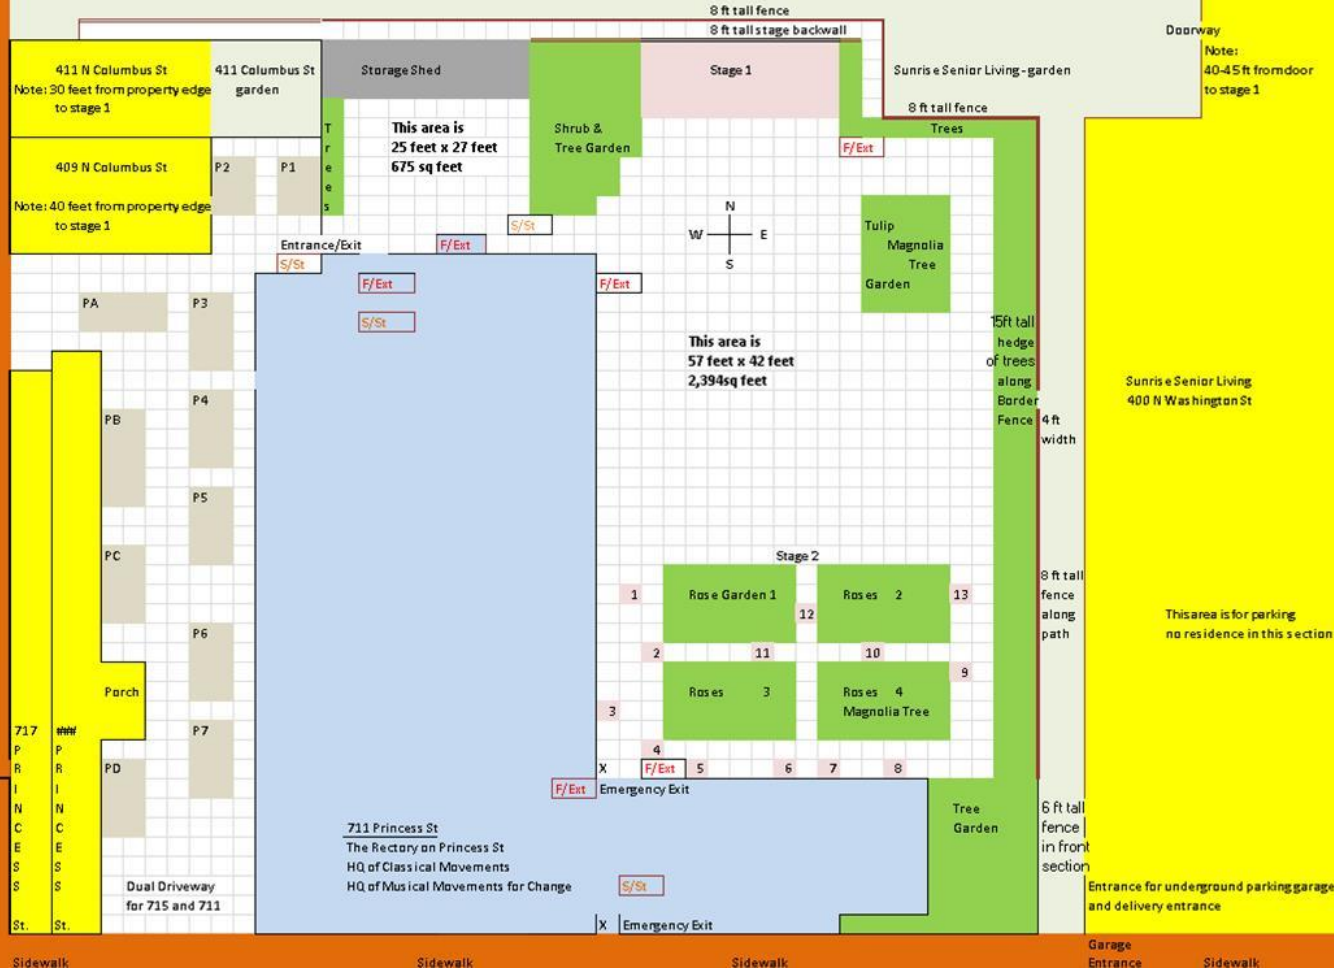 8 ft tall fence
8 ft tall stage backwall
Doorway
Note:
40-45 ft from door
to stage 1
411 N Columbus St
Note: 30 feet from property edge
to stage 1
411 Columbus St
garden
Storage Shed
Stage 1
Sunrise Senior Living-garden
8 ft tall fence
Trees
Trees
This area is
25 feet x 27 feet
675 sq feet
Shrub &
Tree Garden
F/Ext
409 N Columbus St
Note: 40 feet from property edge
to stage 1
P2
P1
N
W E
S
S/St
Entrance/Exit
F/Ext
S/St
F/Ext
F/Ext
S/St
Tulip
Magnolia
Tree
Garden
PA
P3
This area is
57 feet x 42 feet
2,394sq feet
15ft tall
hedge
of trees
along
Border
Fence
4 ft
width
Sunrise Senior Living
400 N Washington St
P4
PB
P5
PC
Stage 2
1
Rose Garden 1
Roses 2
13
12
8 ft tall
fence
along
path
This area is for parking
no residence in this section
P6
2
11
10
9
Porch
Roses 3
Roses 4
Magnolia Tree
3
P7
717
PRINCESS
St.
###
PRINCESS
St.
PD
4
X
F/Ext
5
6
7
8
F/Ext
Emergency Exit
Tree
Garden
6 ft tall
fence
in front
section
711 Princess St
The Rectory on Princess St
HQ of Classical Movements
HQ of Musical Movements for Change
S/St
Dual Driveway
for 715 and 711
Entrance for underground parking garage
and delivery entrance
X
Emergency Exit
Sidewalk
Sidewalk
Sidewalk
Garage
Entrance
Sidewalk